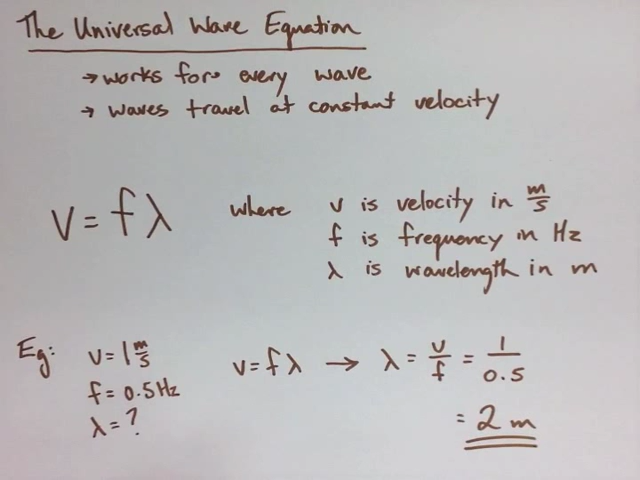 The Universal Wave Equation
→ works for every wave
→ waves travel at constant velocity
v = fλ where v is velocity in m/s
f is frequency in Hz
λ is wavelength in m
Eg: v = 1 m/s
f = 0.5 Hz
λ = ?
v = fλ → λ = v/f = 1/0.5
= 2 m